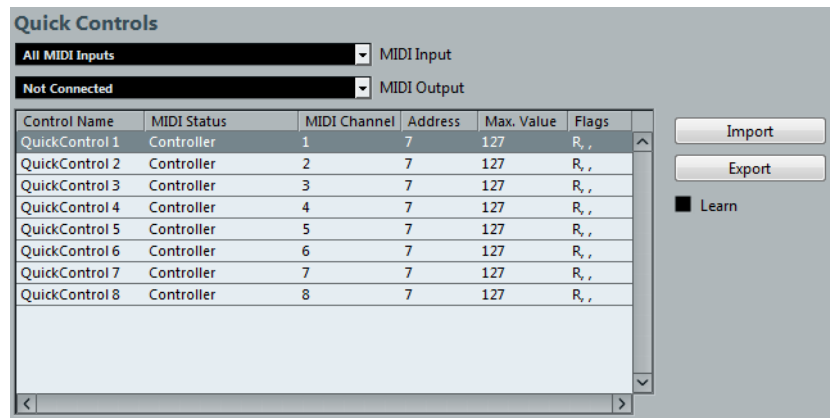 Quick Controls
All MIDI Inputs MIDI Input
Not Connected MIDI Output
Control Name MIDI Status MIDI Channel Address Max. Value Flags
QuickControl 1 Controller 1 7 127 R, ,
QuickControl 2 Controller 2 7 127 R, ,
QuickControl 3 Controller 3 7 127 R, ,
QuickControl 4 Controller 4 7 127 R, ,
QuickControl 5 Controller 5 7 127 R, ,
QuickControl 6 Controller 6 7 127 R, ,
QuickControl 7 Controller 7 7 127 R, ,
QuickControl 8 Controller 8 7 127 R, ,
Import
Export
Learn